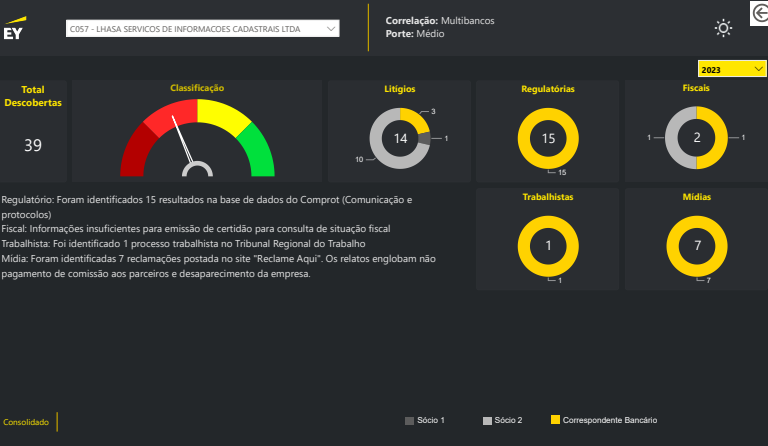 EY
C057 - LHASA SERVICOS DE INFORMACOES CADASTRAIS LTDA
Correlação: Multibancos
Porte: Médio
2023
Total
Descobertas
39
Classificação
Litígios
14
3
1
10
Regulatórias
15
15
Fiscais
2
1
1
Regulatório: Foram identificados 15 resultados na base de dados do Comprot (Comunicação e
protocolos)
Fiscal: Informações insuficientes para emissão de certidão para consulta de situação fiscal
Trabalhista: Foi identificado 1 processo trabalhista no Tribunal Regional do Trabalho
Mídia: Foram identificadas 7 reclamações postada no site "Reclame Aqui". Os relatos englobam não
pagamento de comissão aos parceiros e desaparecimento da empresa.
Trabalhistas
1
1
Mídias
7
7
Consolidado
Sócio 1
Sócio 2
Correspondente Bancário